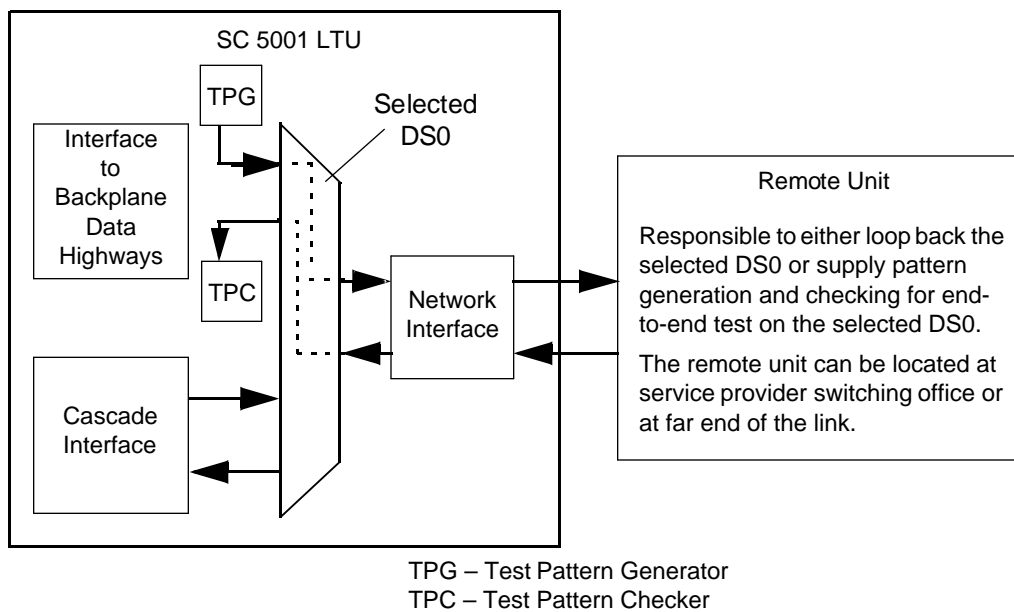 SC 5001 LTU
TPG
Selected
DS0
Interface
to
Backplane
Data
Highways
TPC
Network
Interface
Cascade
Interface
Remote Unit
Responsible to either loop back the
selected DS0 or supply pattern
generation and checking for end-
to-end test on the selected DS0.
The remote unit can be located at
service provider switching office or
at far end of the link.
TPG – Test Pattern Generator
TPC – Test Pattern Checker